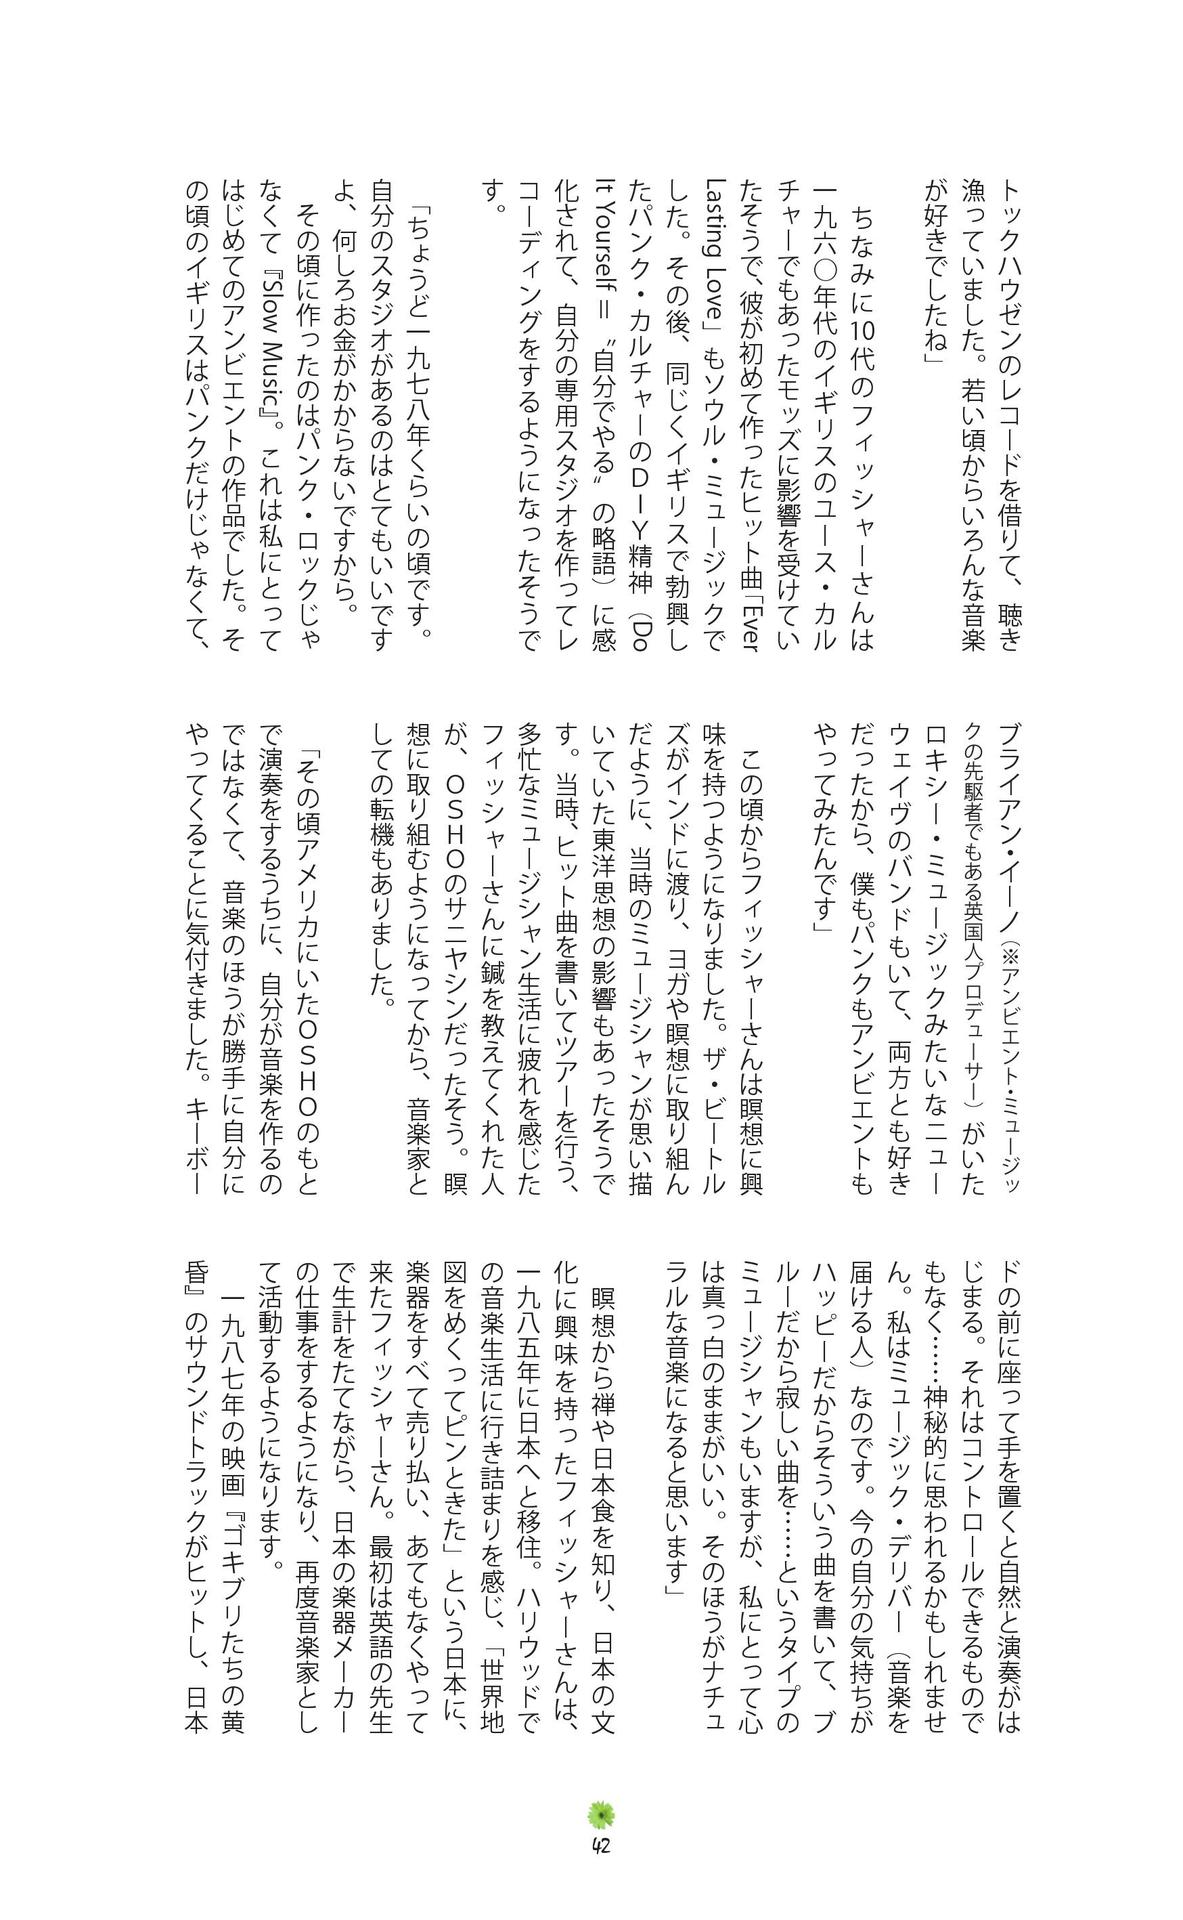 トックハウゼンのレコードを借りて、聴き
漁っていました。若い頃からいろんな音楽
が好きでしたね」
ちなみに10代のフィッシャーさんは
一九六〇年代のイギリスのユース・カル
チャーでもあったモッズに影響を受けてい
たそうで、彼が初めて作ったヒット曲「Ever
Lasting Love」もソウル・ミュージックで
した。その後、同じくイギリスで勃興し
たパンク・カルチャーのＤＩＹ精神（Do
It Yourself＝〝自分でやる〟の略語）に感
化されて、自分の専用スタジオを作ってレ
コーディングをするようになったそうで
す。
「ちょうど一九七八年くらいの頃です。
自分のスタジオがあるのはとてもいいです
よ、何しろお金がかからないですから。
その頃に作ったのはパンク・ロックじゃ
なくて『Slow Music』。これは私にとって
はじめてのアンビエントの作品でした。そ
の頃のイギリスはパンクだけじゃなくて、
ブライアン・イーノ（※アンビエント・ミュージッ
クの先駆者でもある英国人プロデューサー）がいた
ロキシー・ミュージックみたいなニュー
ウェイヴのバンドもいて、両方とも好き
だったから、僕もパンクもアンビエントも
やってみたんです」
この頃からフィッシャーさんは瞑想に興
味を持つようになりました。ザ・ビートル
ズがインドに渡り、ヨガや瞑想に取り組ん
だように、当時のミュージシャンが思い描
いていた東洋思想の影響もあったそうで
す。当時、ヒット曲を書いてツアーを行う、
多忙なミュージシャン生活に疲れを感じた
フィッシャーさんに鍼を教えてくれた人
が、ＯＳＨＯのサニヤシンだったそう。瞑
想に取り組むようになってから、音楽家と
しての転機もありました。
「その頃アメリカにいたＯＳＨＯのもと
で演奏をするうちに、自分が音楽を作るの
ではなくて、音楽のほうが勝手に自分に
やってくることに気付きました。キーボー
ドの前に座って手を置くと自然と演奏がは
じまる。それはコントロールできるもので
もなく……神秘的に思われるかもしれませ
ん。私はミュージック・デリバー（音楽を
届ける人）なのです。今の自分の気持ちが
ハッピーだからそういう曲を書いて、ブ
ルーだから寂しい曲を……というタイプの
ミュージシャンもいますが、私にとって心
は真っ白のままがいい。そのほうがナチュ
ラルな音楽になると思います」
瞑想から禅や日本食を知り、日本の文
化に興味を持ったフィッシャーさんは、
一九八五年に日本へと移住。ハリウッドで
の音楽生活に行き詰まりを感じ、「世界地
図をめくってピンときた」という日本に、
楽器をすべて売り払い、あてもなくやって
来たフィッシャーさん。最初は英語の先生
で生計をたてながら、日本の楽器メーカー
の仕事をするようになり、再度音楽家とし
て活動するようになります。
一九八七年の映画『ゴキブリたちの黄
昏』のサウンドトラックがヒットし、日本
42